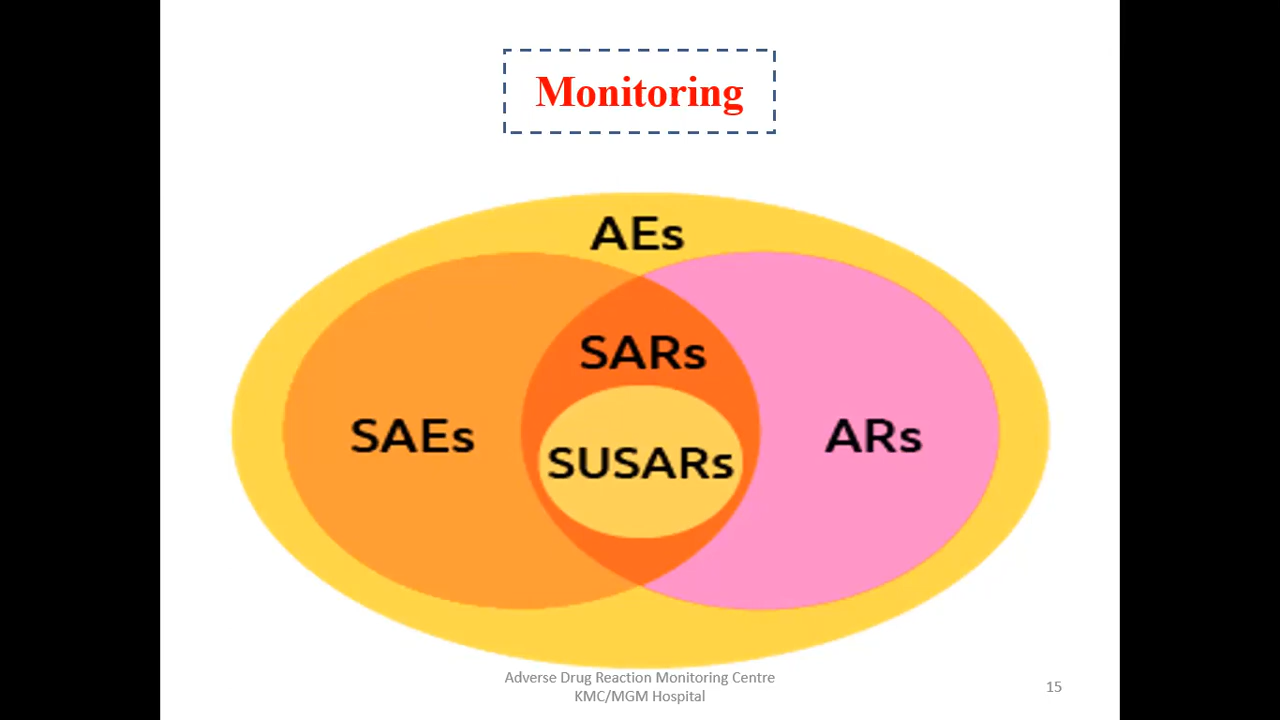 Monitoring
AEs
SARs
SAEs
ARs
SUSARs
Adverse Drug Reaction Monitoring Centre
KMC/MGM Hospital
15